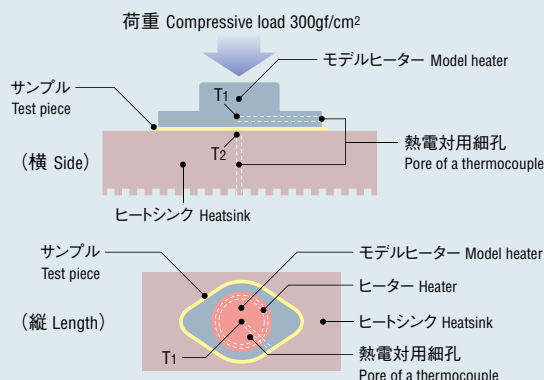 荷重 Compressive load 300gf/cm²
モデルヒーター Model heater
サンプル
Test piece
T1
T2
熱電対用細孔
Pore of a thermocouple
（横 Side）
ヒートシンク Heatsink
サンプル
Test piece
モデルヒーター Model heater
ヒーター Heater
（縦 Length）
ヒートシンク Heatsink
T1
熱電対用細孔
Pore of a thermocouple